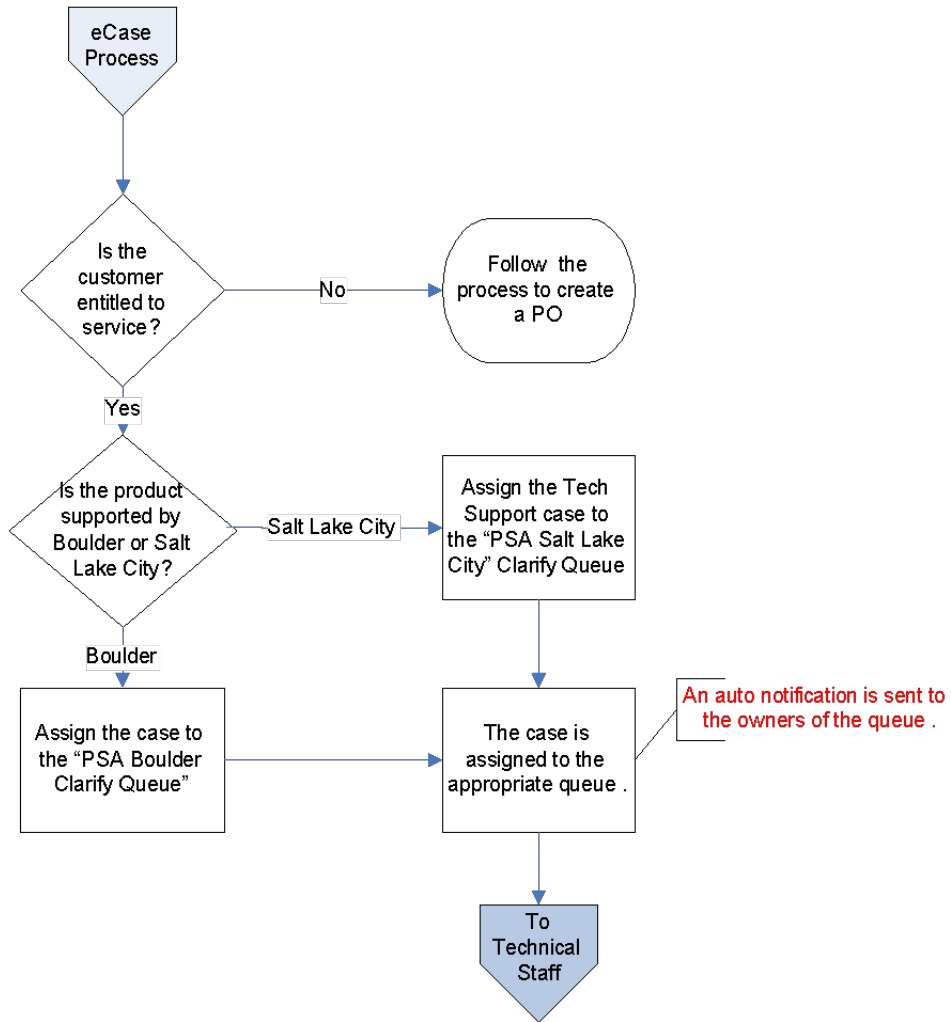 eCase
Process
Is the
customer
entitled to
service?
No
Follow the
process to create
a PO
Yes
Is the product
supported by
Boulder or Salt
Lake City?
Salt Lake City
Assign the Tech
Support case to
the “PSA Salt Lake
City” Clarify Queue
Boulder
Assign the case to
the “PSA Boulder
Clarify Queue”
The case is
assigned to the
appropriate queue .
An auto notification is sent to
the owners of the queue .
To
Technical
Staff